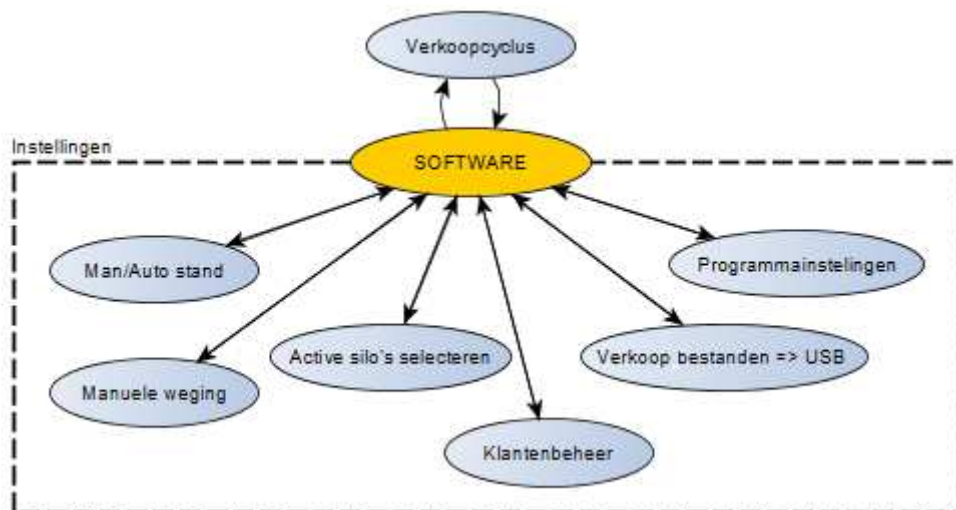 Verkoopcyclus
Instellingen
SOFTWARE
Man/Auto stand
Programmainstelingen
Active silo's selecteren
Verkoop bestanden => USB
Manuele weging
Klantenbeheer